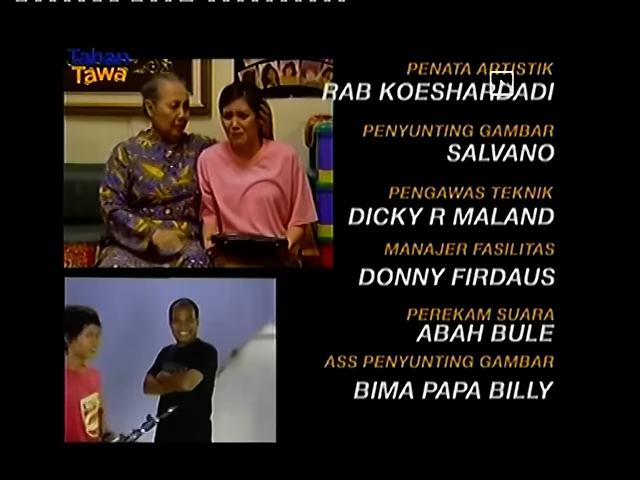 Tahan
Tawa
PENATA ARTISTIK
RAB KOESHARDADI
PENYUNTING GAMBAR
SALVANO
PENGAWAS TEKNIK
DICKY R MALAND
MANAJER FASILITAS
DONNY FIRDAUS
PEREKAM SUARA
ABAH BULE
ASS PENYUNTING GAMBAR
BIMA PAPA BILLY